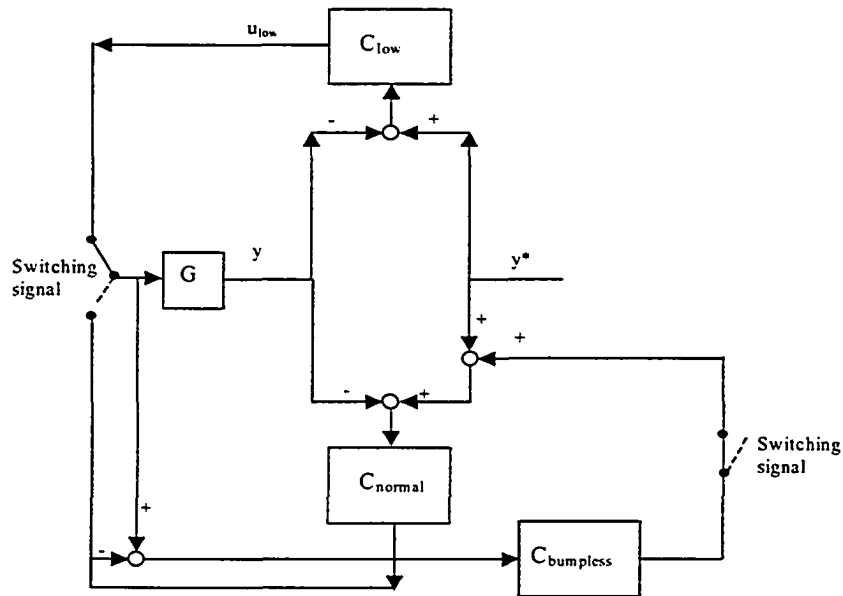 u_low
C_low
-
+
Switching
signal
G
y
y*
+
+
-
+
C_normal
Switching
signal
+
-
C_bumpless